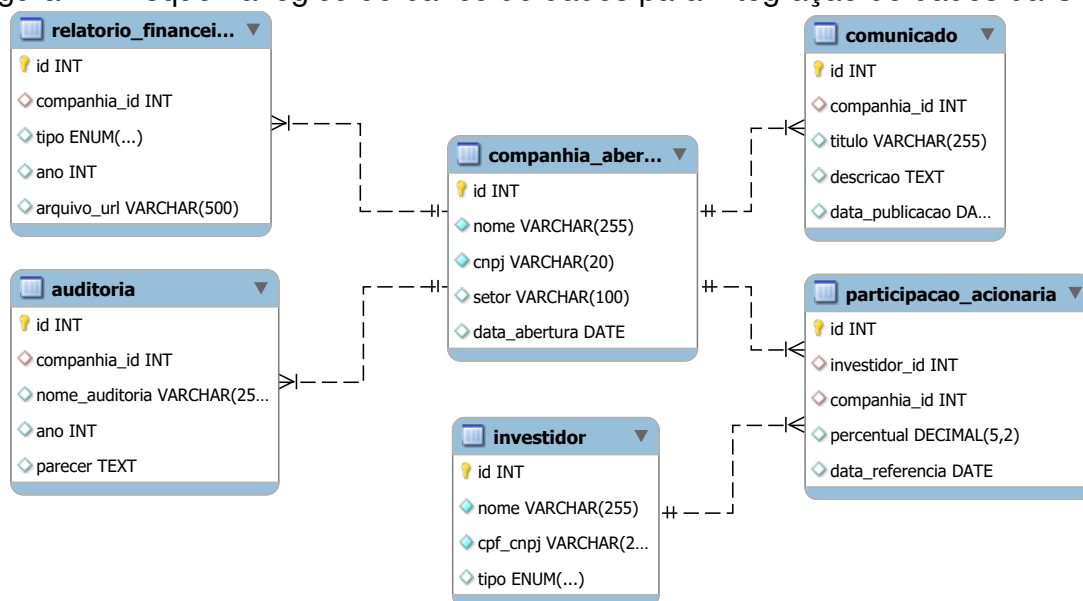 relatorio_financei...
id INT
companhia_id INT
tipo ENUM(...)
ano INT
arquivo_url VARCHAR(500)
comunicado
id INT
companhia_id INT
titulo VARCHAR(255)
descricao TEXT
data_publicacao DA...
companhia_aber...
id INT
nome VARCHAR(255)
cnpj VARCHAR(20)
setor VARCHAR(100)
data_abertura DATE
auditoria
id INT
companhia_id INT
nome_auditoria VARCHAR(25...
ano INT
parecer TEXT
participacao_acionaria
id INT
investidor_id INT
companhia_id INT
percentual DECIMAL(5,2)
data_referencia DATE
investidor
id INT
nome VARCHAR(255)
cpf_cnpj VARCHAR(2...
tipo ENUM(...)